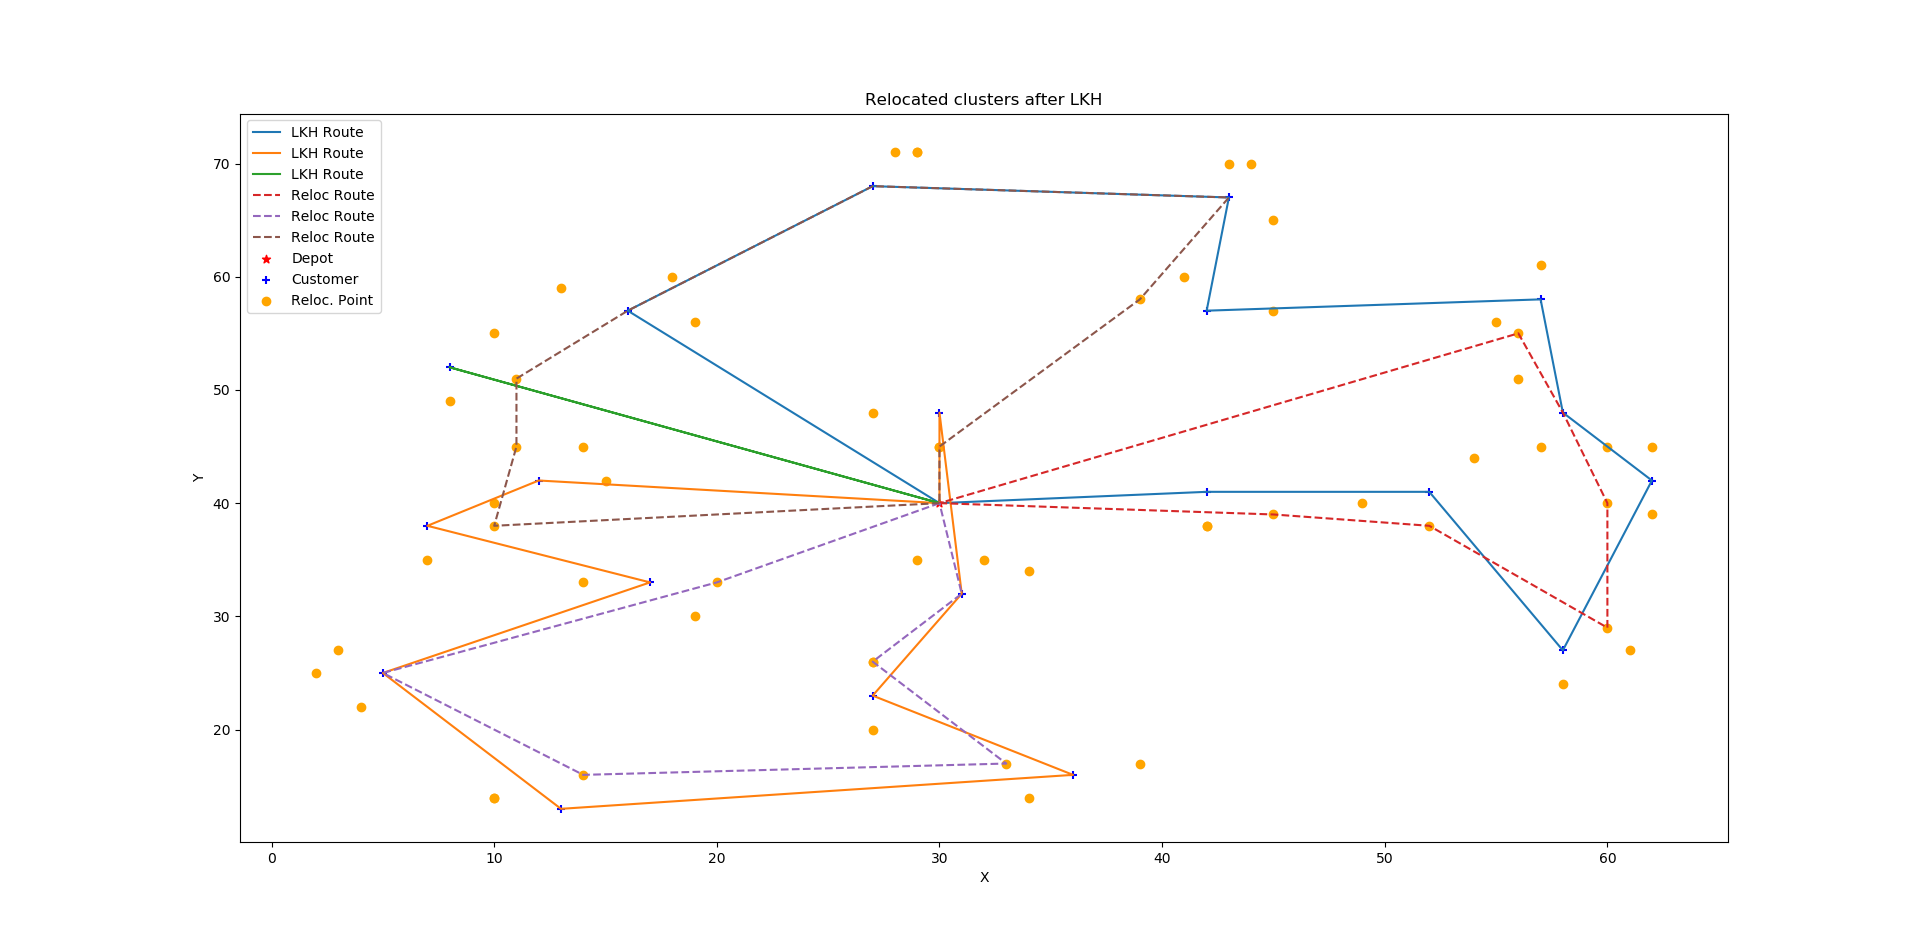 Relocated clusters after LKH
LKH Route
LKH Route
LKH Route
Reloc Route
Reloc Route
Reloc Route
Depot
Customer
Reloc. Point
70
60
50
40
30
20
Y
0 10 20 30 40 50 60
X